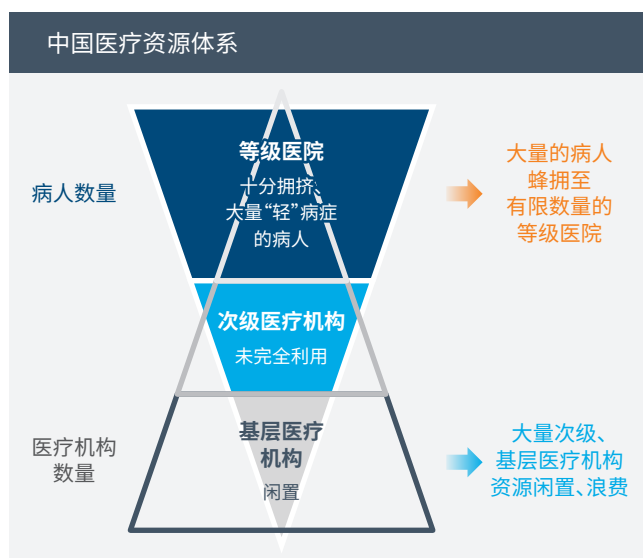 中国医疗资源体系
病人数量
等级医院
十分拥挤、
大量“轻”病症
的病人
大量的病人
蜂拥至
有限数量的
等级医院
次级医疗机构
未完全利用
医疗机构
数量
基层医疗
机构
闲置
大量次级、
基层医疗机构
资源闲置、浪费